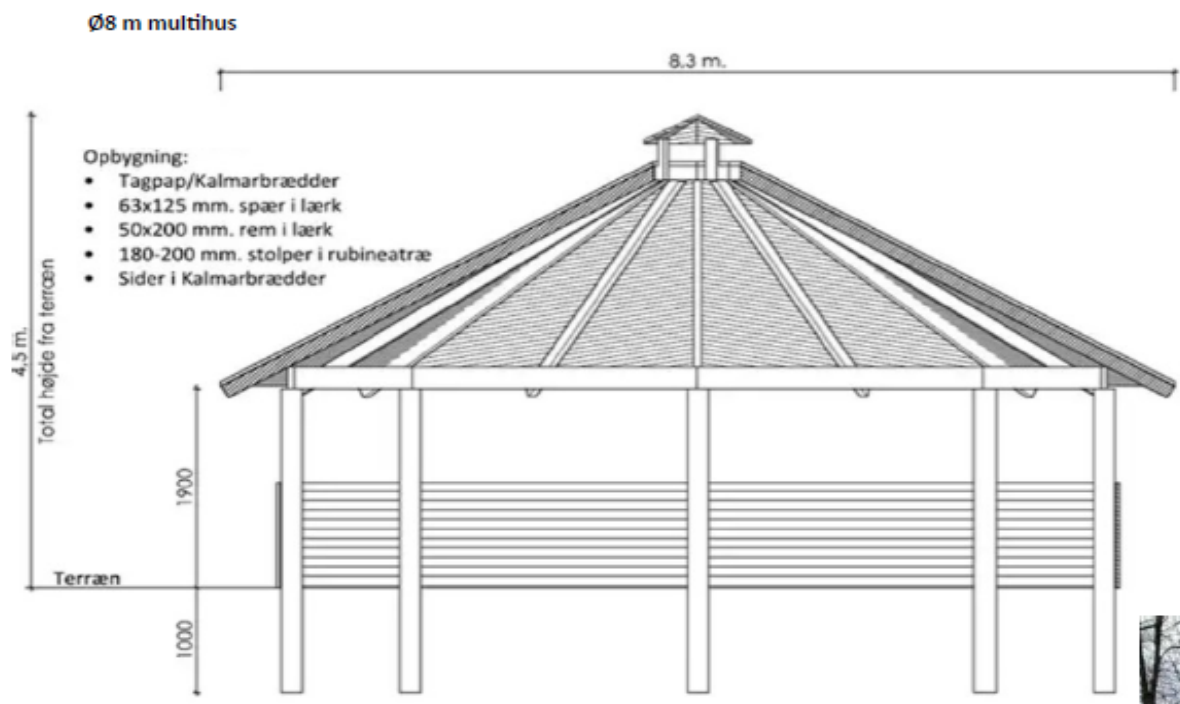 Ø8 m multihus
8,3 m.
Opbygning:
• Tagpap/Kalmarbrædder
• 63x125 mm. spær i lærk
• 50x200 mm. rem i lærk
• 180-200 mm. stolper i rubineatræ
• Sider i Kalmarbrædder
4,5 m.
Total højde fra terræn
1900
Terræn
1000